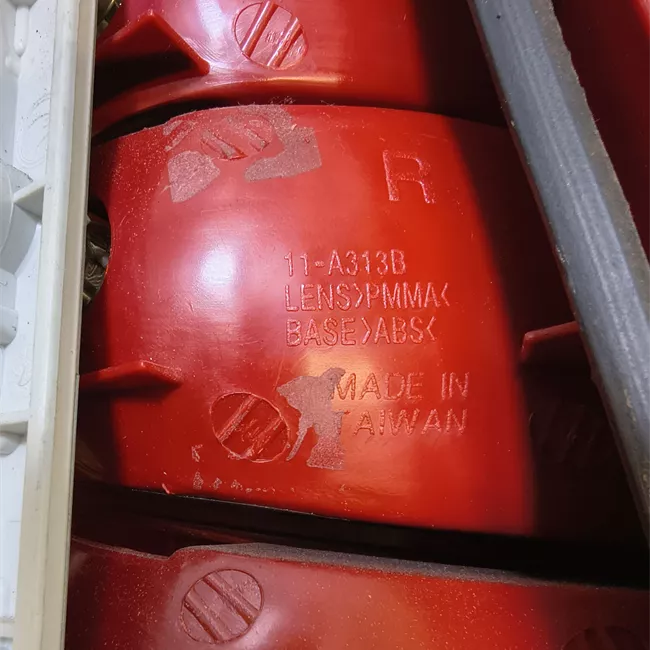 R
11-A313B
LENS>PMMA<
BASE>ABS<
MADE IN
TAIWAN